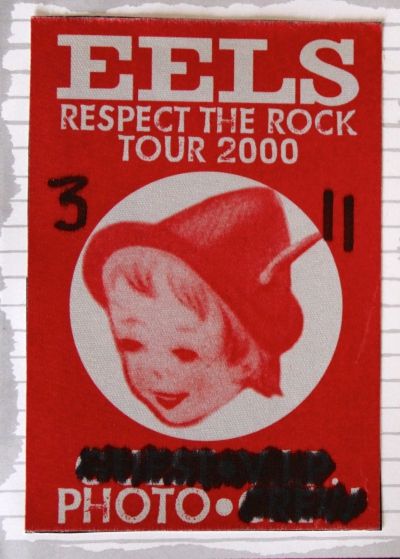 EELS
RESPECT THE ROCK
TOUR 2000
3 11
PHOTO •